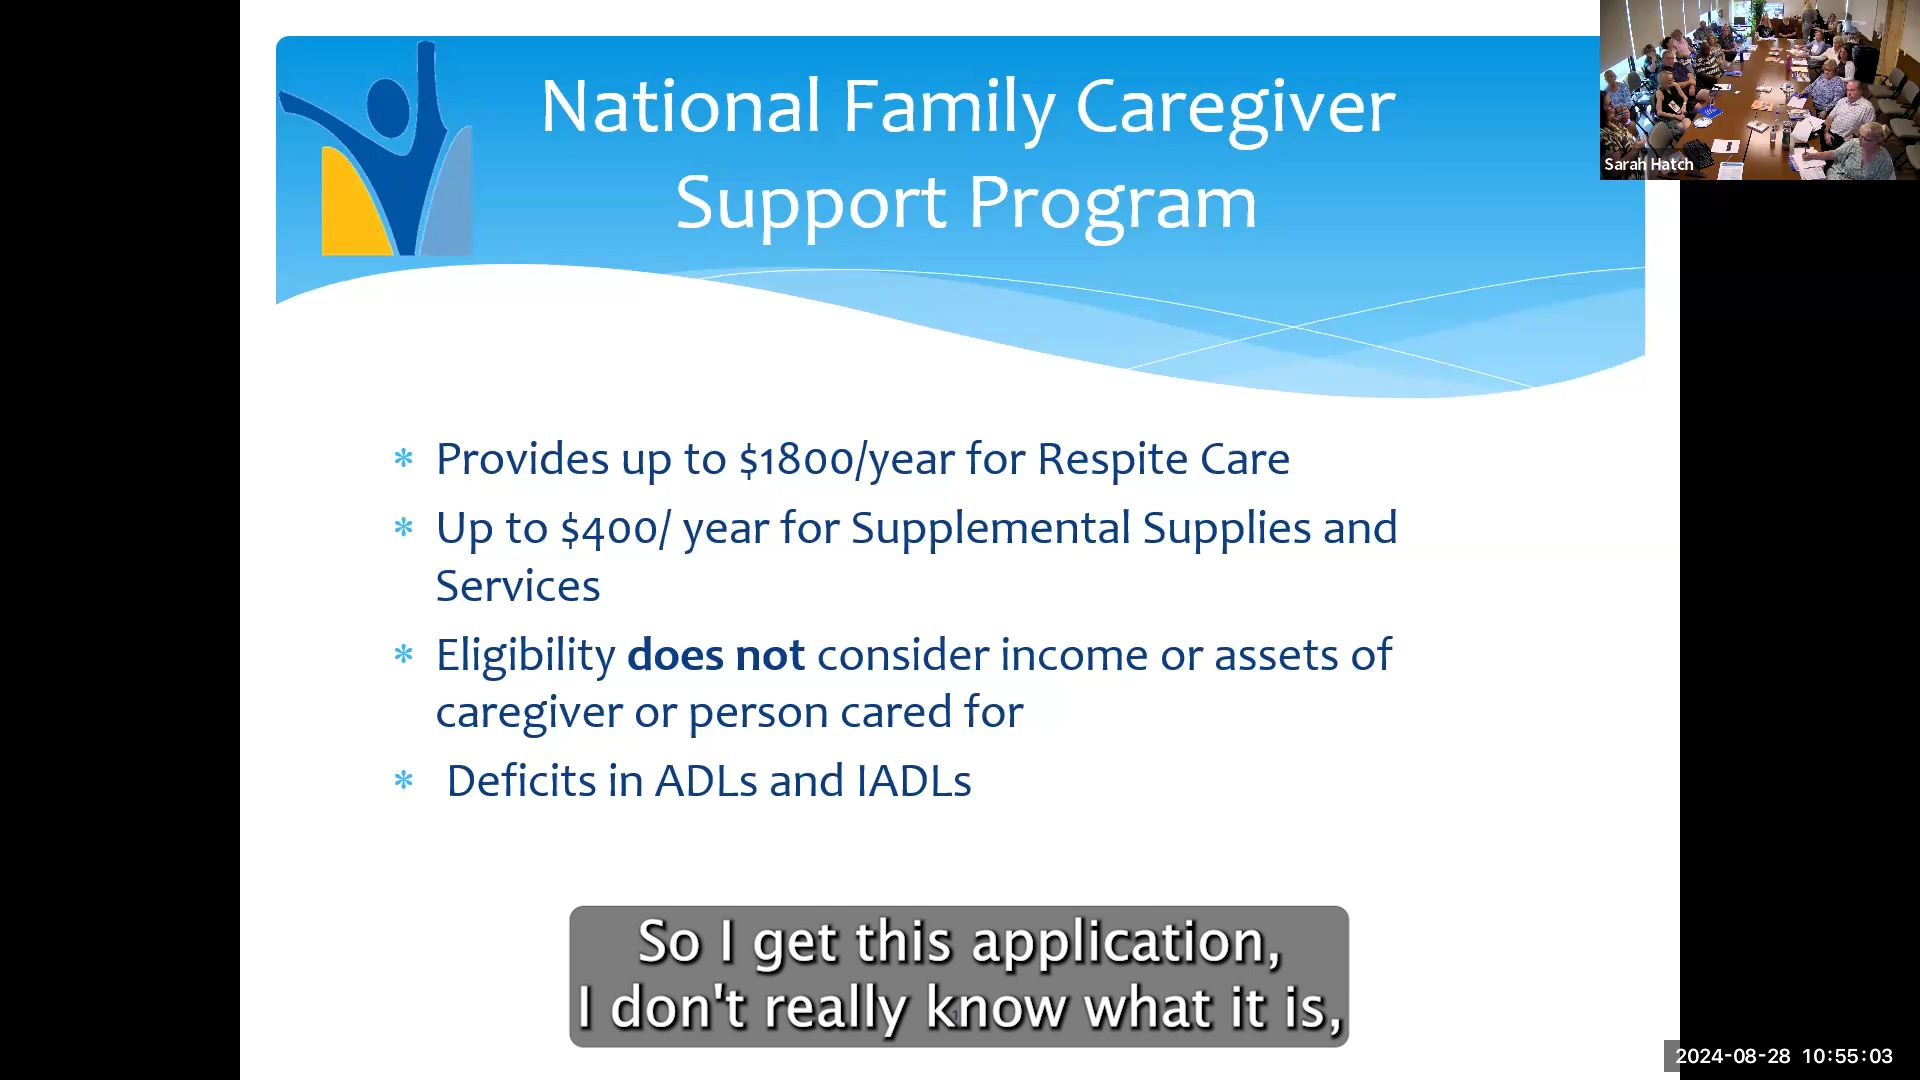 National Family Caregiver
Support Program
Sarah Hatch
* Provides up to $1800/year for Respite Care
* Up to $400/ year for Supplemental Supplies and
Services
* Eligibility does not consider income or assets of
caregiver or person cared for
* Deficits in ADLs and IADLs
So I get this application,
I don't really know what it is,
2024-08-28 10:55:03